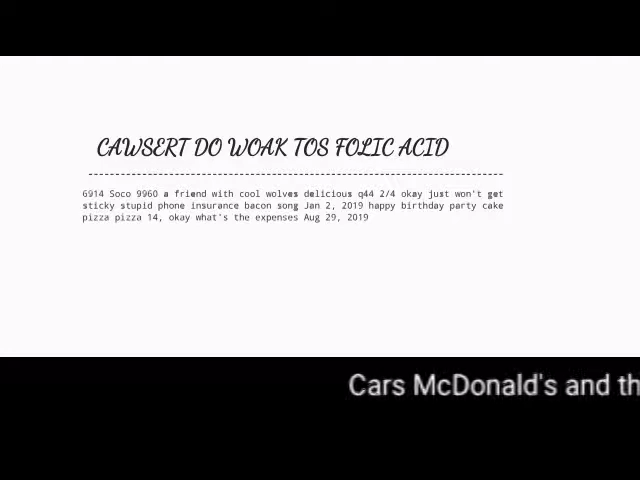 CAWSERT DO WOAK TOS FOLIC ACID
6914 Soco 9960 a friend with cool wolves delicious q44 2/4 okay just won't get
sticky stupid phone insurance bacon song Jan 2, 2019 happy birthday party cake
pizza pizza 14, okay what's the expenses Aug 29, 2019
Cars McDonald's and th